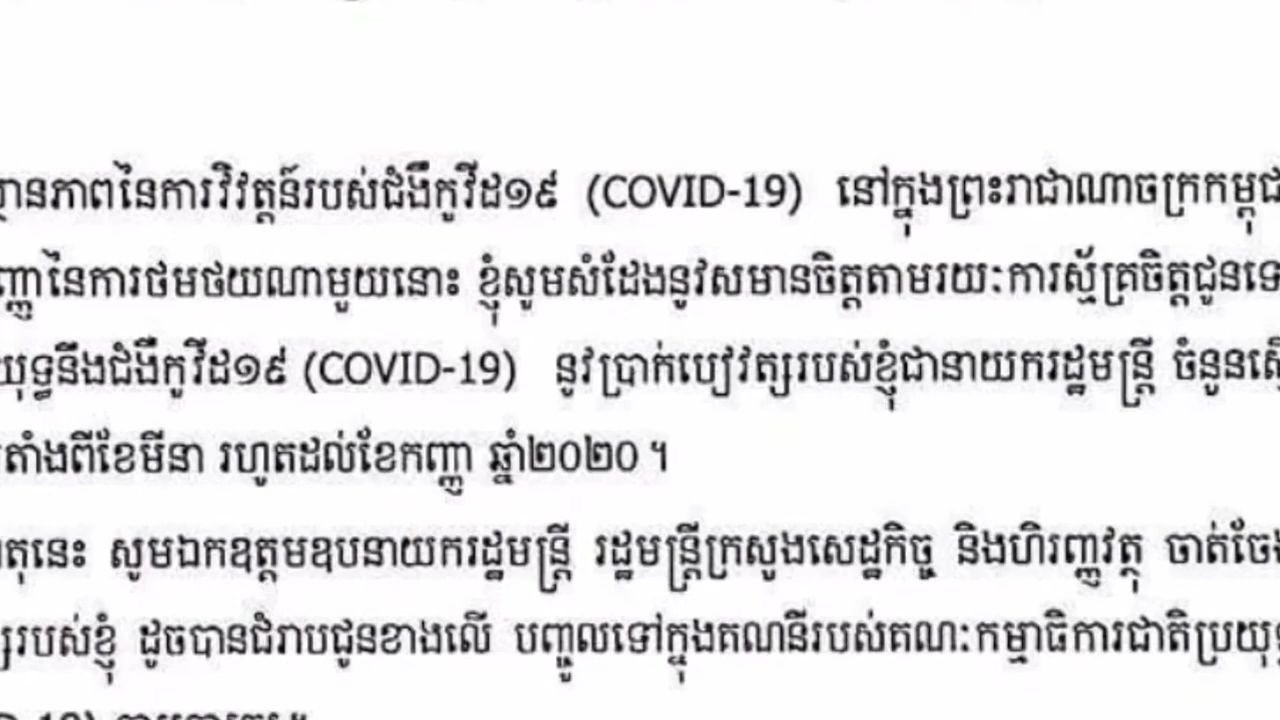 ស្ថានភាពនៃការវិវត្តន៍របស់ជំងឺកូវីដ១៩ (COVID-19) នៅក្នុងព្រះរាជាណាចក្រកម្ពុជា
នៃការថមថយណាមួយនោះ ខ្ញុំសូមសំដែងនូវសមានចិត្តតាមរយៈការស្ម័គ្រចិត្តជូនទៅ
យុទ្ធនឹងជំងឺកូវីដ១៩ (COVID-19) នូវប្រាក់បៀវត្សរបស់ខ្ញុំជានាយករដ្ឋមន្ត្រី ចំនួនស្មើ
តាំងពីខែមីនា រហូតដល់ខែកញ្ញា ឆ្នាំ២០២០ ។
តុនេះ សូមឯកឧត្តមឧបនាយករដ្ឋមន្ត្រី រដ្ឋមន្ត្រីក្រសួងសេដ្ឋកិច្ច និងហិរញ្ញវត្ថុ ចាត់ចែង
របស់ខ្ញុំ ដូចបានជំរាបជូនខាងលើ បញ្ចូលទៅក្នុងគណនីរបស់គណៈកម្មាធិការជាតិប្រយុទ្ធ